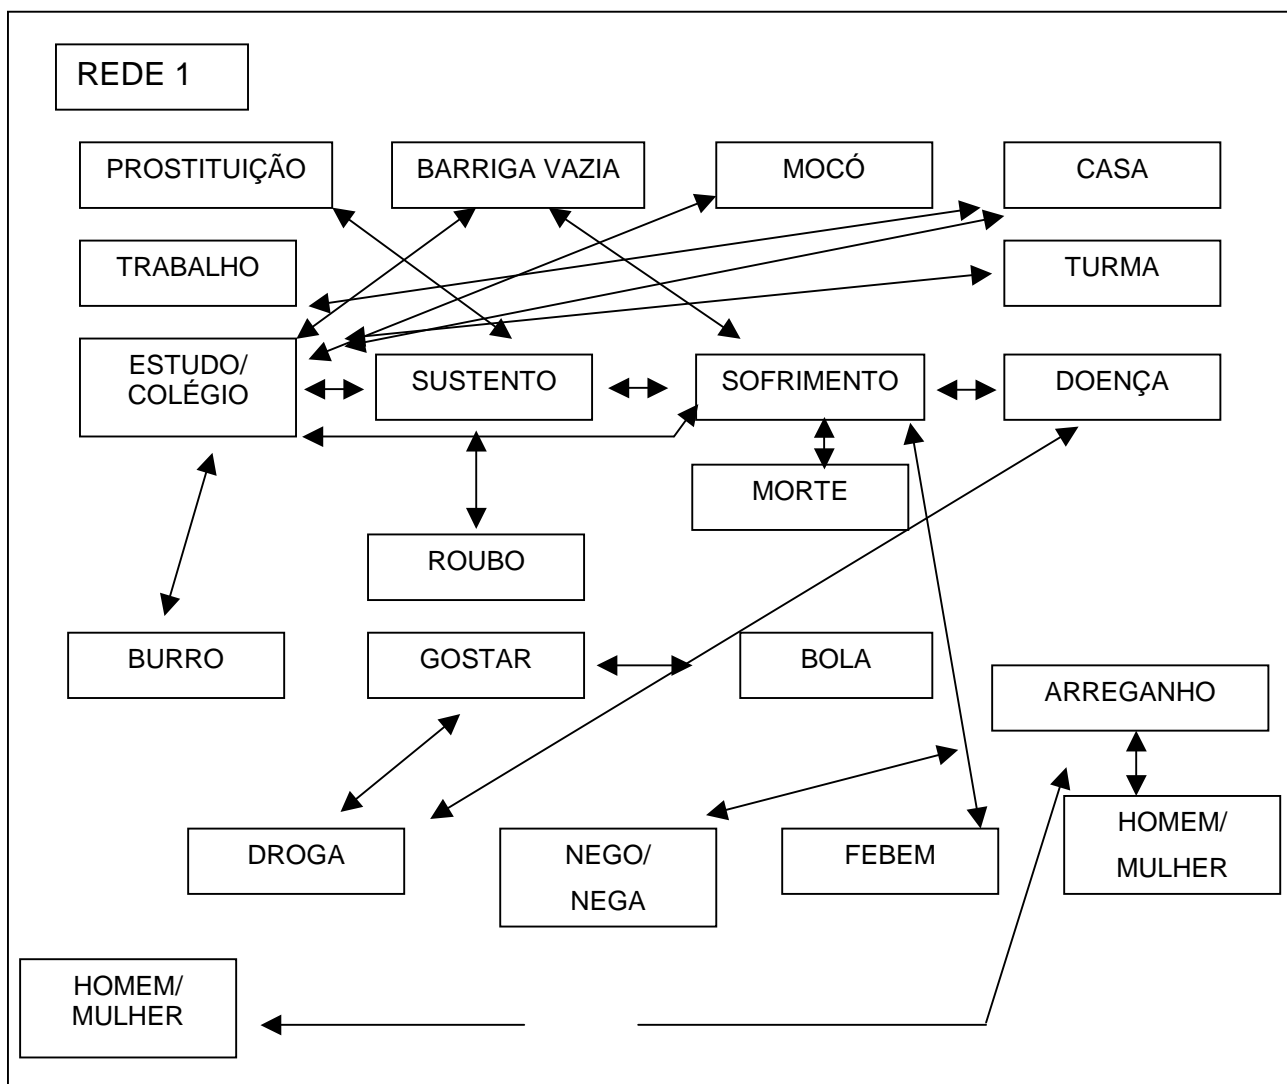 REDE 1
PROSTITUIÇÃO
BARRIGA VAZIA
MOCÓ
CASA
TRABALHO
TURMA
ESTUDO/
COLÉGIO
SUSTENTO
SOFRIMENTO
DOENÇA
MORTE
ROUBO
BURRO
GOSTAR
BOLA
ARREGANHO
DROGA
NEGO/
NEGA
FEBEM
HOMEM/
MULHER
HOMEM/
MULHER